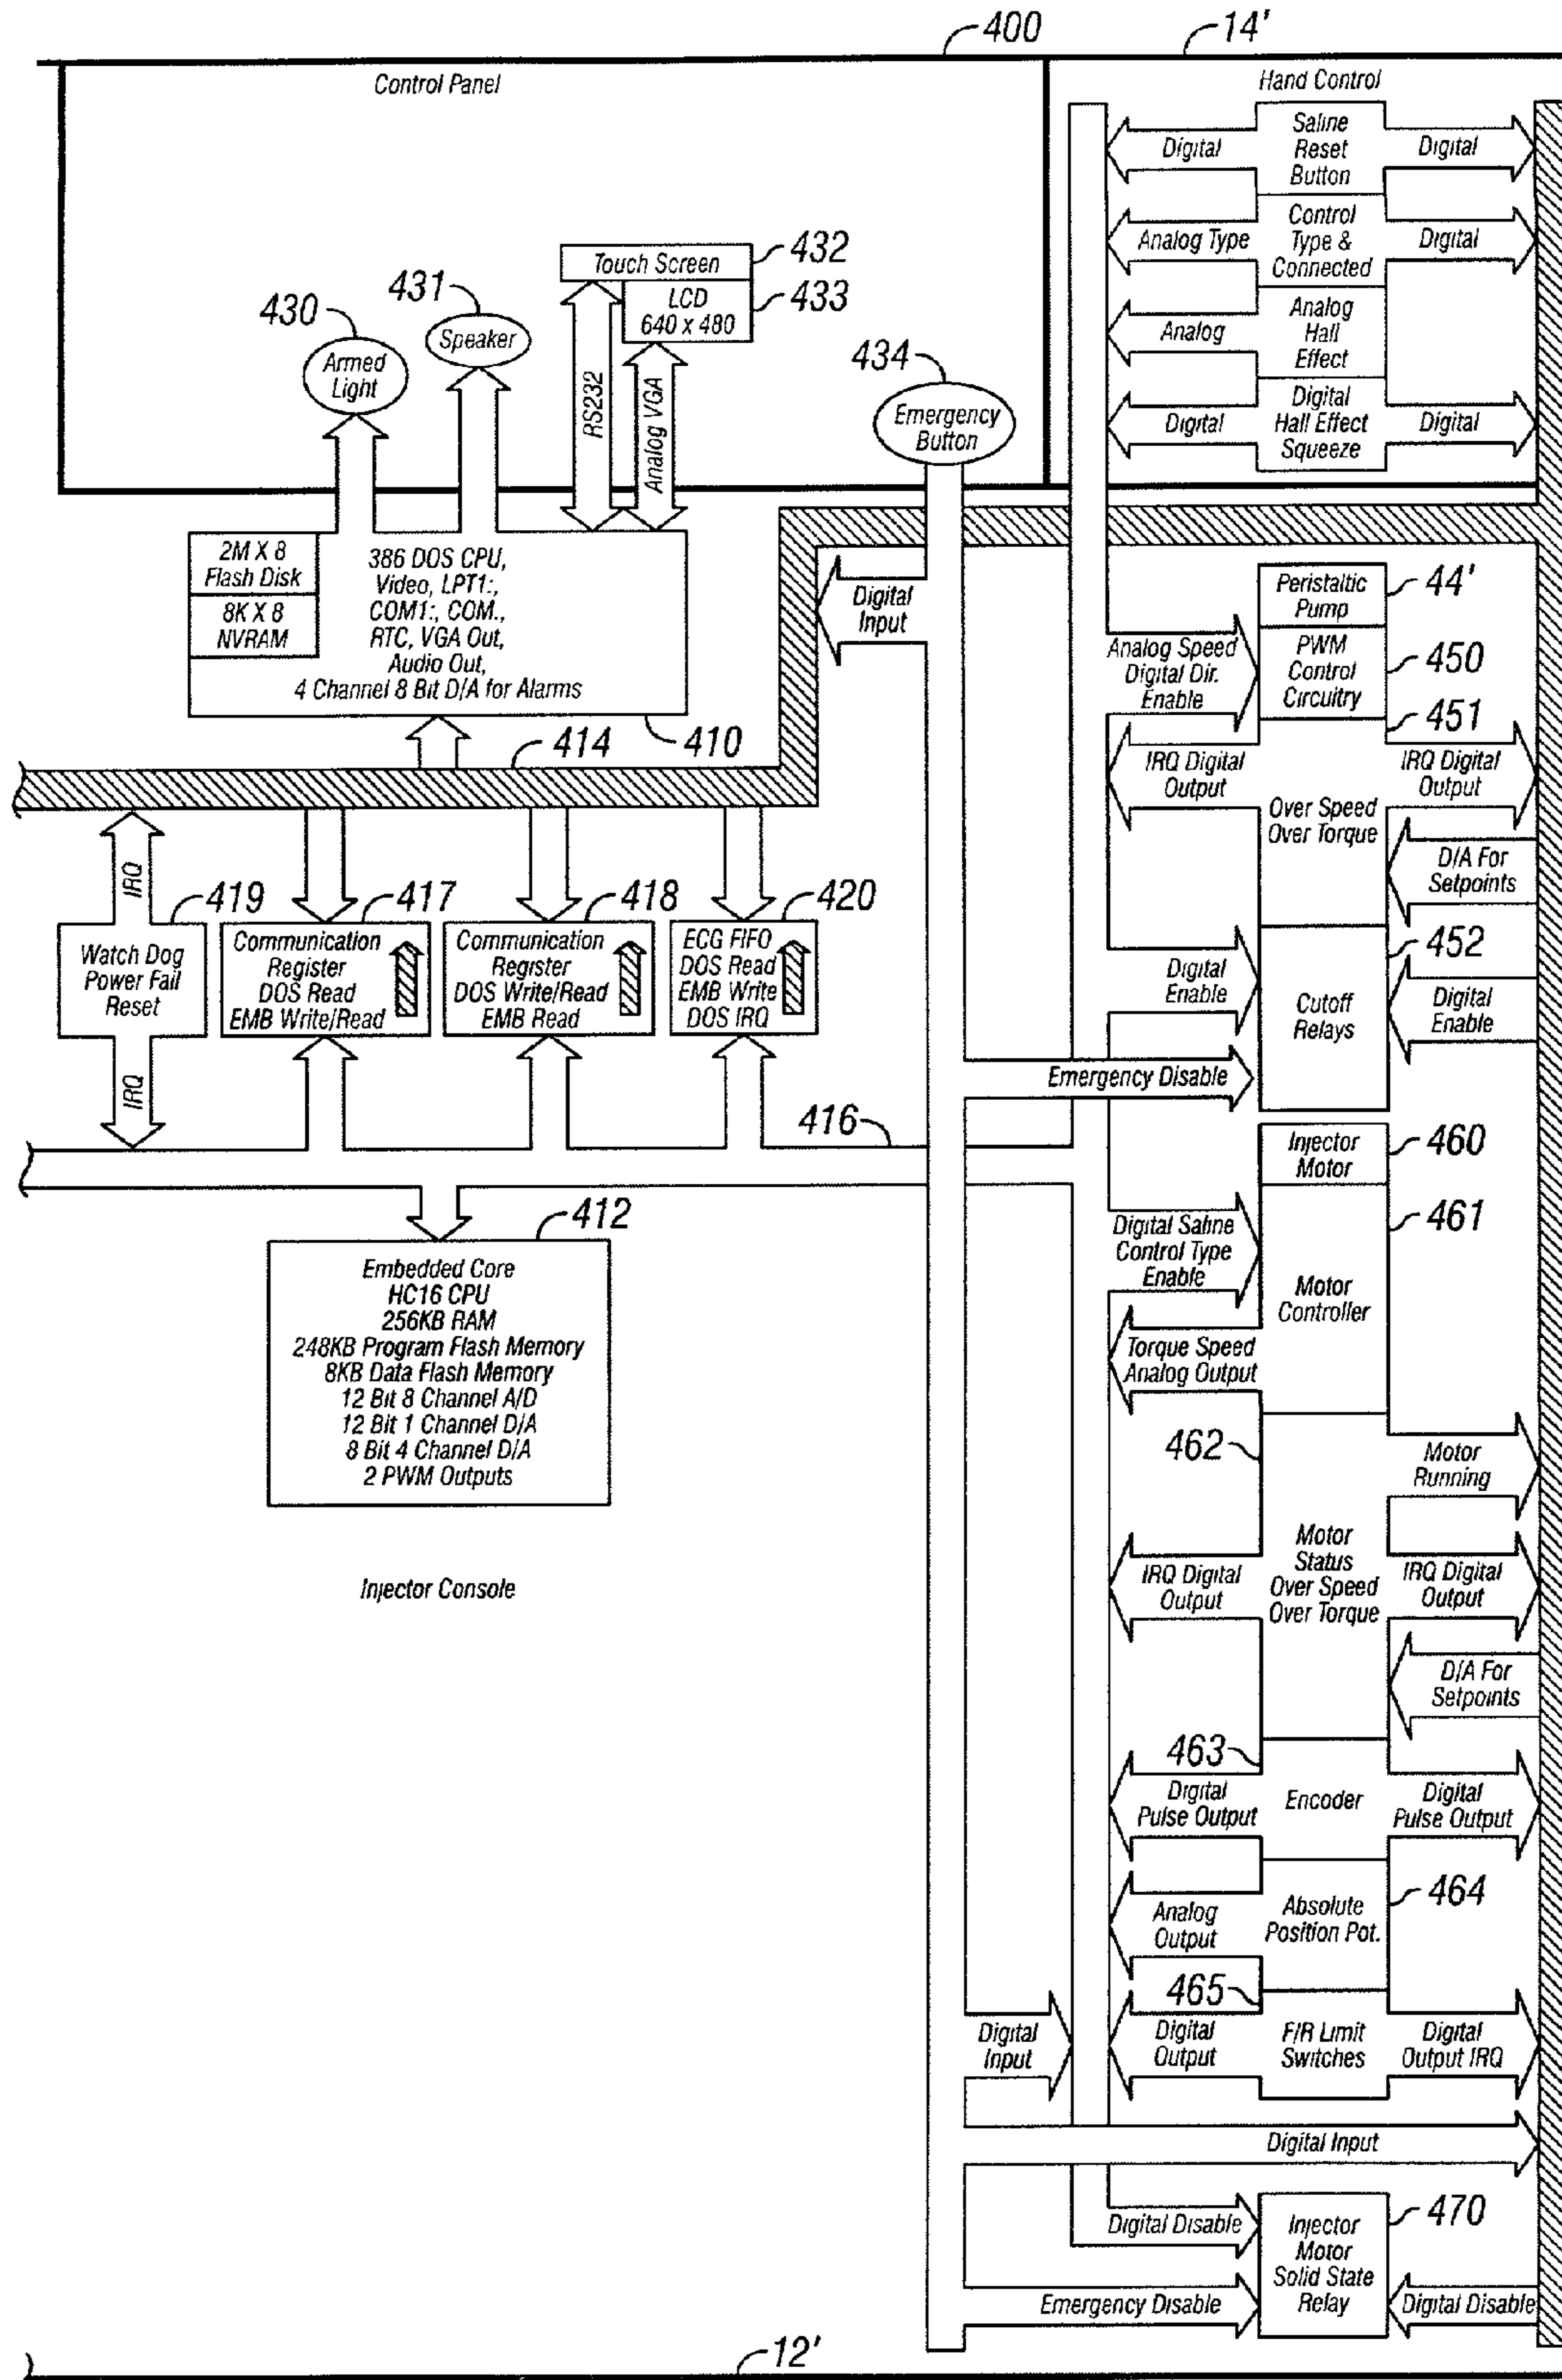 400
14'
Control Panel
Hand Control
Digital
Saline
Reset
Button
Digital
Analog Type
Control
Type &
Connected
Digital
Analog
Analog
Hall
Effect
Digital
Digital
Hall Effect
Squeeze
Digital
430
Armed
Light
431
Speaker
Touch Screen
432
LCD
640 x 480
433
RS232
Analog VGA
434
Emergency
Button
2M X 8
Flash Disk
8K X 8
NVRAM
386 DOS CPU,
Video, LPT1:,
COM1:, COM.,
RTC, VGA Out,
Audio Out,
4 Channel 8 Bit D/A for Alarms
410
414
Digital
Input
Peristaltic
Pump
44'
Analog Speed
Digital Dir.
Enable
PWM
Control
Circuitry
450
451
IRQ Digital
Output
Over Speed
Over Torque
IRQ Digital
Output
D/A For
Setpoints
IRQ
419
Watch Dog
Power Fail
Reset
IRQ
417
Communication
Register
DOS Read
EMB Write/Read
418
Communication
Register
DOS Write/Read
EMB Read
420
ECG FIFO
DOS Read
EMB Write
DOS IRQ
Digital
Enable
Cutoff
Relays
452
Digital
Enable
Emergency Disable
416
Injector
Motor
460
412
Embedded Core
HC16 CPU
256KB RAM
248KB Program Flash Memory
8KB Data Flash Memory
12 Bit 8 Channel A/D
12 Bit 1 Channel D/A
8 Bit 4 Channel D/A
2 PWM Outputs
Injector Console
Digital Saline
Control Type
Enable
Motor
Controller
461
Torque Speed
Analog Output
462
Motor
Running
IRQ Digital
Output
Motor
Status
Over Speed
Over Torque
IRQ Digital
Output
D/A For
Setpoints
463
Digital
Pulse Output
Encoder
Digital
Pulse Output
Analog
Output
Absolute
Position Pot.
464
465
Digital
Input
Digital
Output
F/R Limit
Switches
Digital
Output IRQ
Digital Input
Digital Disable
Injector
Motor
Solid State
Relay
470
Emergency Disable
Digital Disable
12'